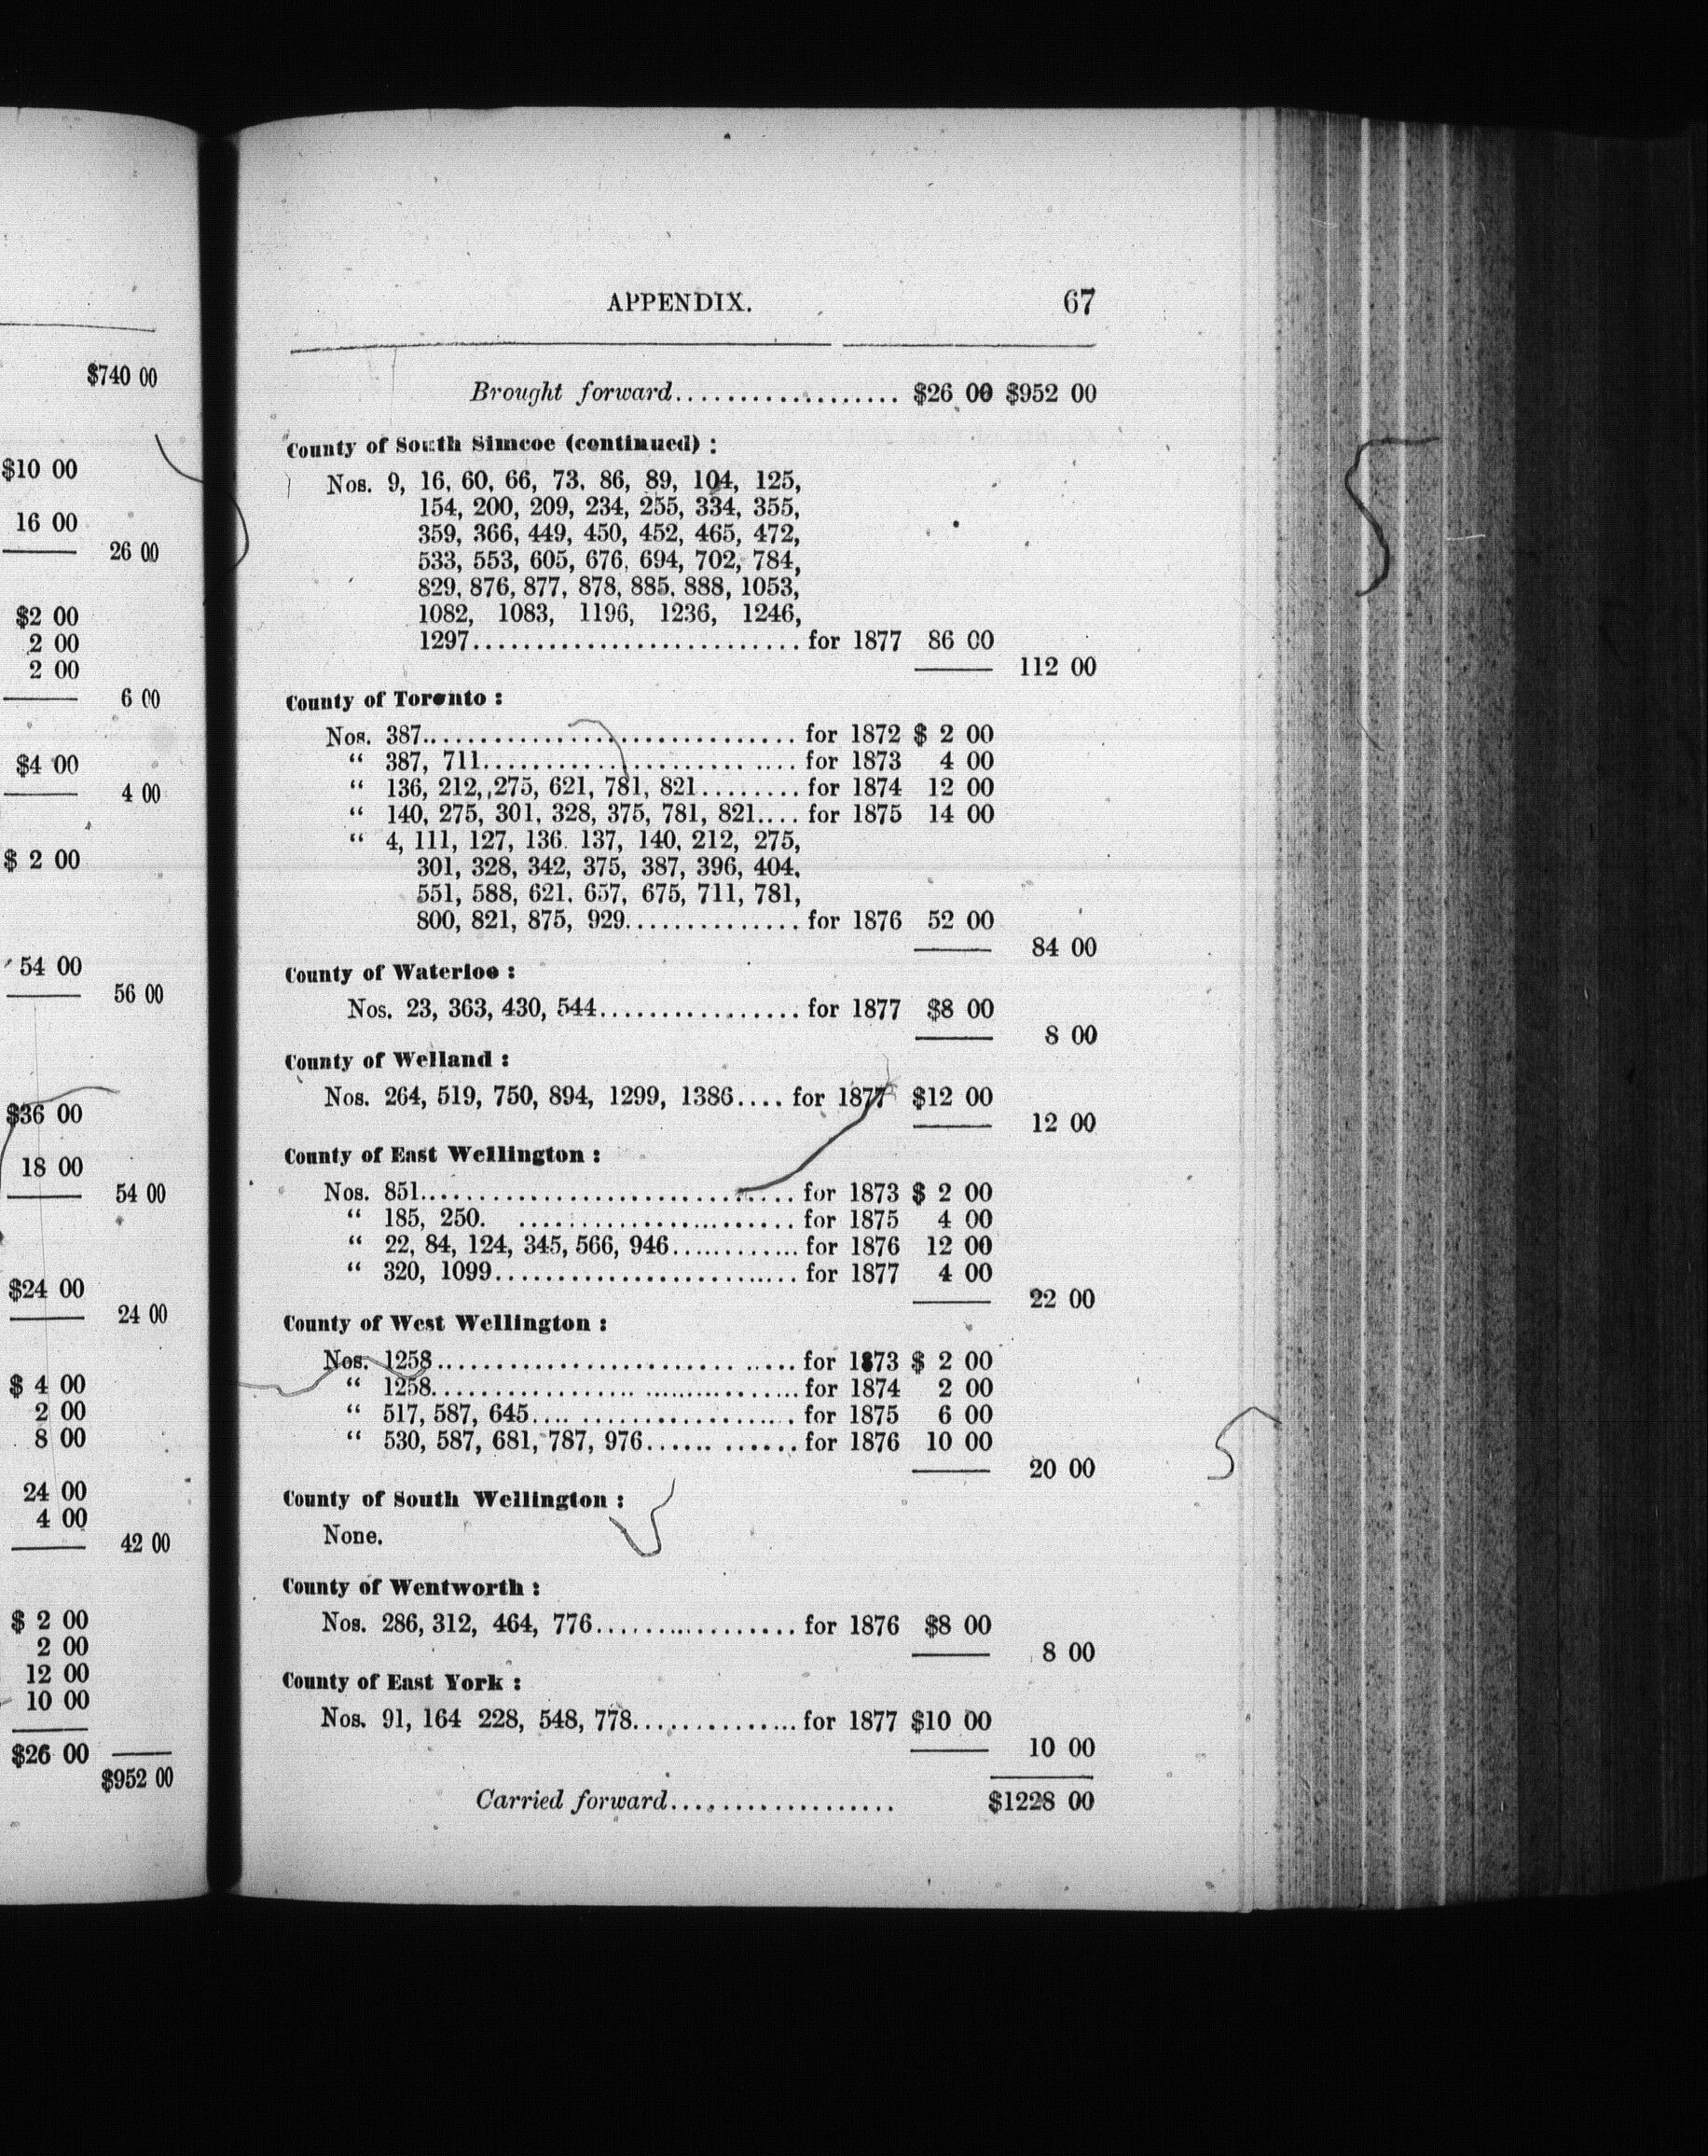 $740 00
$10 00
16 00
26 00
$2 00
2 00
2 00
6 00
$4 00
4 00
$ 2 00
54 00
56 00
$36 00
18 00
54 00
$24 00
24 00
$ 4 00
2 00
8 00
24 00
4 00
42 00
$ 2 00
2 00
12 00
10 00
$26 00
$952 00
APPENDIX. 67
Brought forward................... $26 00 $952 00
County of South Simcoe (continued) :
Nos. 9, 16, 60, 66, 73, 86, 89, 104, 125,
154, 200, 209, 234, 255, 334, 355,
359, 366, 449, 450, 452, 465, 472,
533, 553, 605, 676, 694, 702, 784,
829, 876, 877, 878, 885, 888, 1053,
1082, 1083, 1196, 1236, 1246,
1297.......................... for 1877 86 00
112 00
County of Toronto :
Nos. 387................................ for 1872 $ 2 00
“ 387, 711........................... for 1873 4 00
“ 136, 212, 275, 621, 781, 821........ for 1874 12 00
“ 140, 275, 301, 328, 375, 781, 821.... for 1875 14 00
“ 4, 111, 127, 136. 137, 140, 212, 275,
301, 328, 342, 375, 387, 396, 404,
551, 588, 621, 657, 675, 711, 781,
800, 821, 875, 929.............. for 1876 52 00
84 00
County of Waterloo :
Nos. 23, 363, 430, 544................ for 1877 $8 00
8 00
County of Welland :
Nos. 264, 519, 750, 894, 1299, 1386.... for 1877 $12 00
12 00
County of East Wellington :
Nos. 851................................ for 1873 $ 2 00
“ 185, 250. ........................ for 1875 4 00
“ 22, 84, 124, 345, 566, 946............ for 1876 12 00
“ 320, 1099.......................... for 1877 4 00
22 00
County of West Wellington :
Nos. 1258............................... for 1873 $ 2 00
“ 1258............................... for 1874 2 00
“ 517, 587, 645.... ................. for 1875 6 00
“ 530, 587, 681, 787, 976...... ...... for 1876 10 00
20 00
County of South Wellington :
None.
County of Wentworth :
Nos. 286, 312, 464, 776................ for 1876 $8 00
8 00
County of East York :
Nos. 91, 164 228, 548, 778............. for 1877 $10 00
10 00
Carried forward................... $1228 00